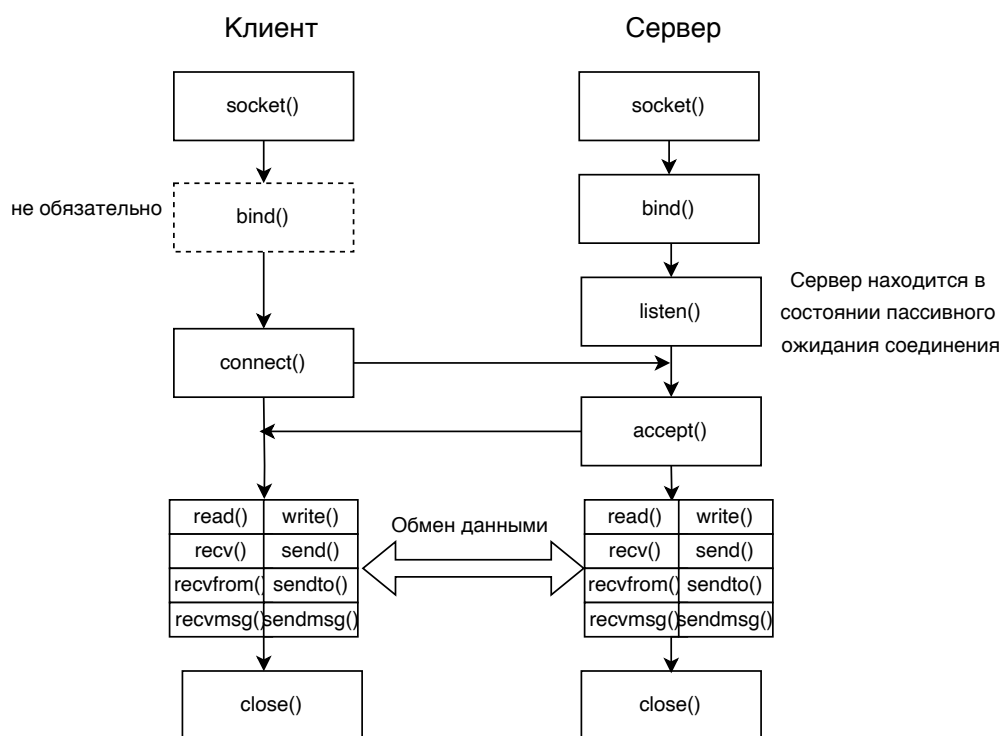 Клиент
Сервер
socket()
socket()
не обязательно
bind()
bind()
listen()
Сервер находится в
состоянии пассивного
ожидания соединения
connect()
accept()
read()
write()
recv()
send()
recvfrom()
sendto()
recvmsg()
sendmsg()
Обмен данными
read()
write()
recv()
send()
recvfrom()
sendto()
recvmsg()
sendmsg()
close()
close()